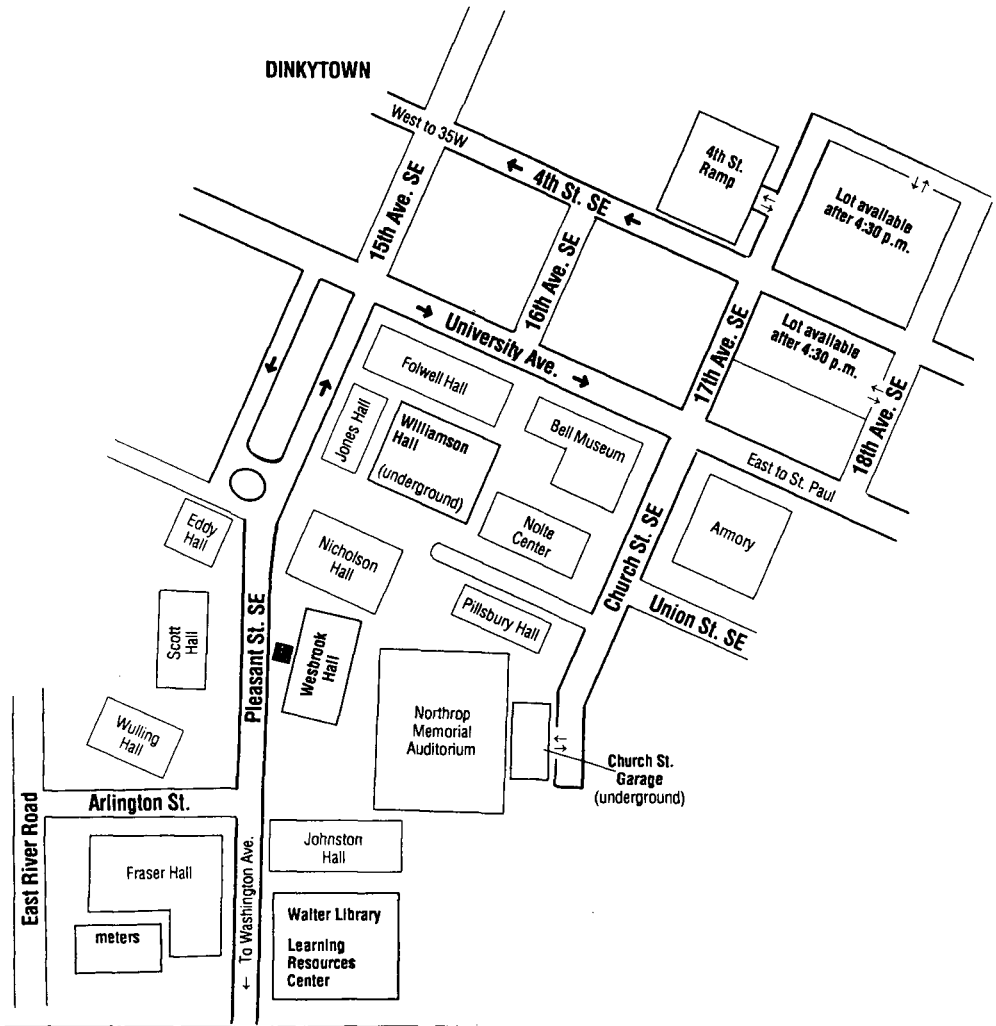 DINKYTOWN
West to 35W
15th Ave. SE
4th St. SE
16th Ave. SE
4th St.
Ramp
Lot available
after 4:30 p.m.
University Ave.
17th Ave. SE
Lot available
after 4:30 p.m.
18th Ave. SE
East to St. Paul
Folwell Hall
Jones Hall
Williamson
Hall
(underground)
Bell Museum
Nolte
Center
Armory
Church St. SE
Union St. SE
Eddy
Hall
Nicholson
Hall
Pillsbury Hall
Scott
Hall
Pleasant St. SE
Wesbrook
Hall
Wulling
Hall
Northrop
Memorial
Auditorium
Church St.
Garage
(underground)
Arlington St.
East River Road
Johnston
Hall
Fraser Hall
meters
← To Washington Ave.
Walter Library
Learning
Resources
Center